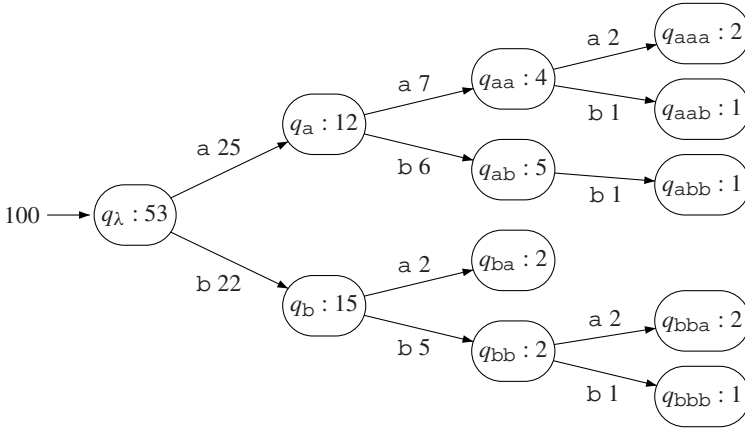 100
q_λ : 53
a 25
b 22
q_a : 12
q_b : 15
a 7
b 6
a 2
b 5
q_aa : 4
q_ab : 5
q_ba : 2
q_bb : 2
a 2
b 1
b 1
a 2
b 1
q_aaa : 2
q_aab : 1
q_abb : 1
q_bba : 2
q_bbb : 1